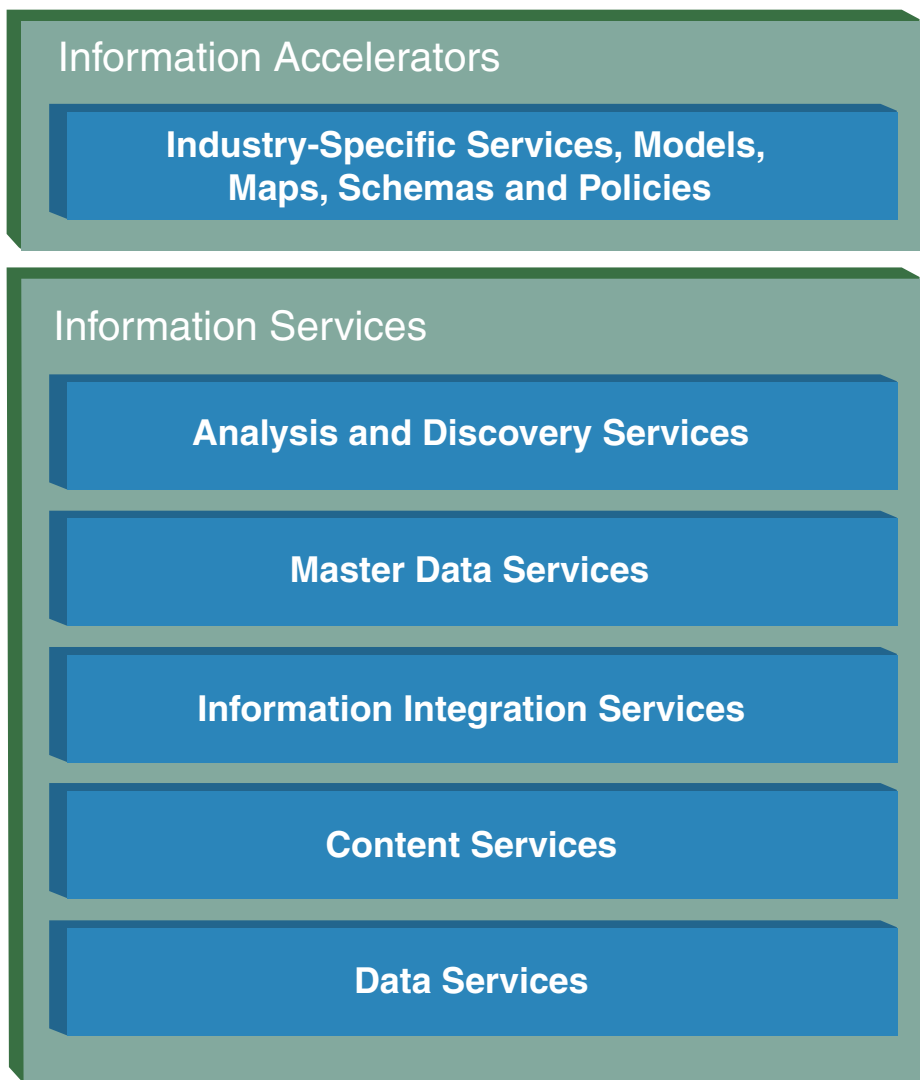 Information Accelerators
Industry-Specific Services, Models,
Maps, Schemas and Policies
Information Services
Analysis and Discovery Services
Master Data Services
Information Integration Services
Content Services
Data Services